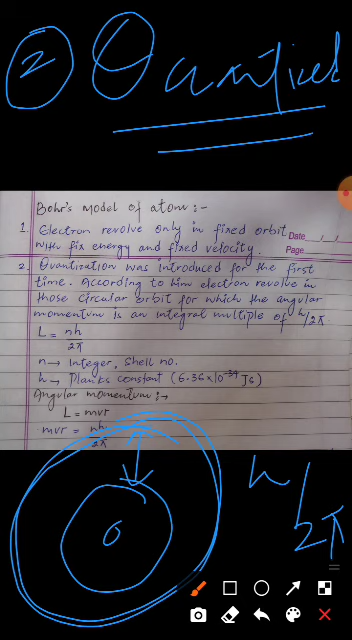 2 Quantized
Bohr's model of atom:-
1. Electron revolve only in fixed orbit
Date __/__/__
with fix energy and fixed velocity.
Page
2. Quantization was introduced for the first
time. According to him electron revolve in
those circular orbit for which the angular
momentum is an integral multiple of h/2π
L = nh/2π
n → Integer, Shell no.
h → Planks constant (6.36×10⁻³⁴ Js)
Angular momentum:→
L = mvr
mvr = nh/2π
h/2π